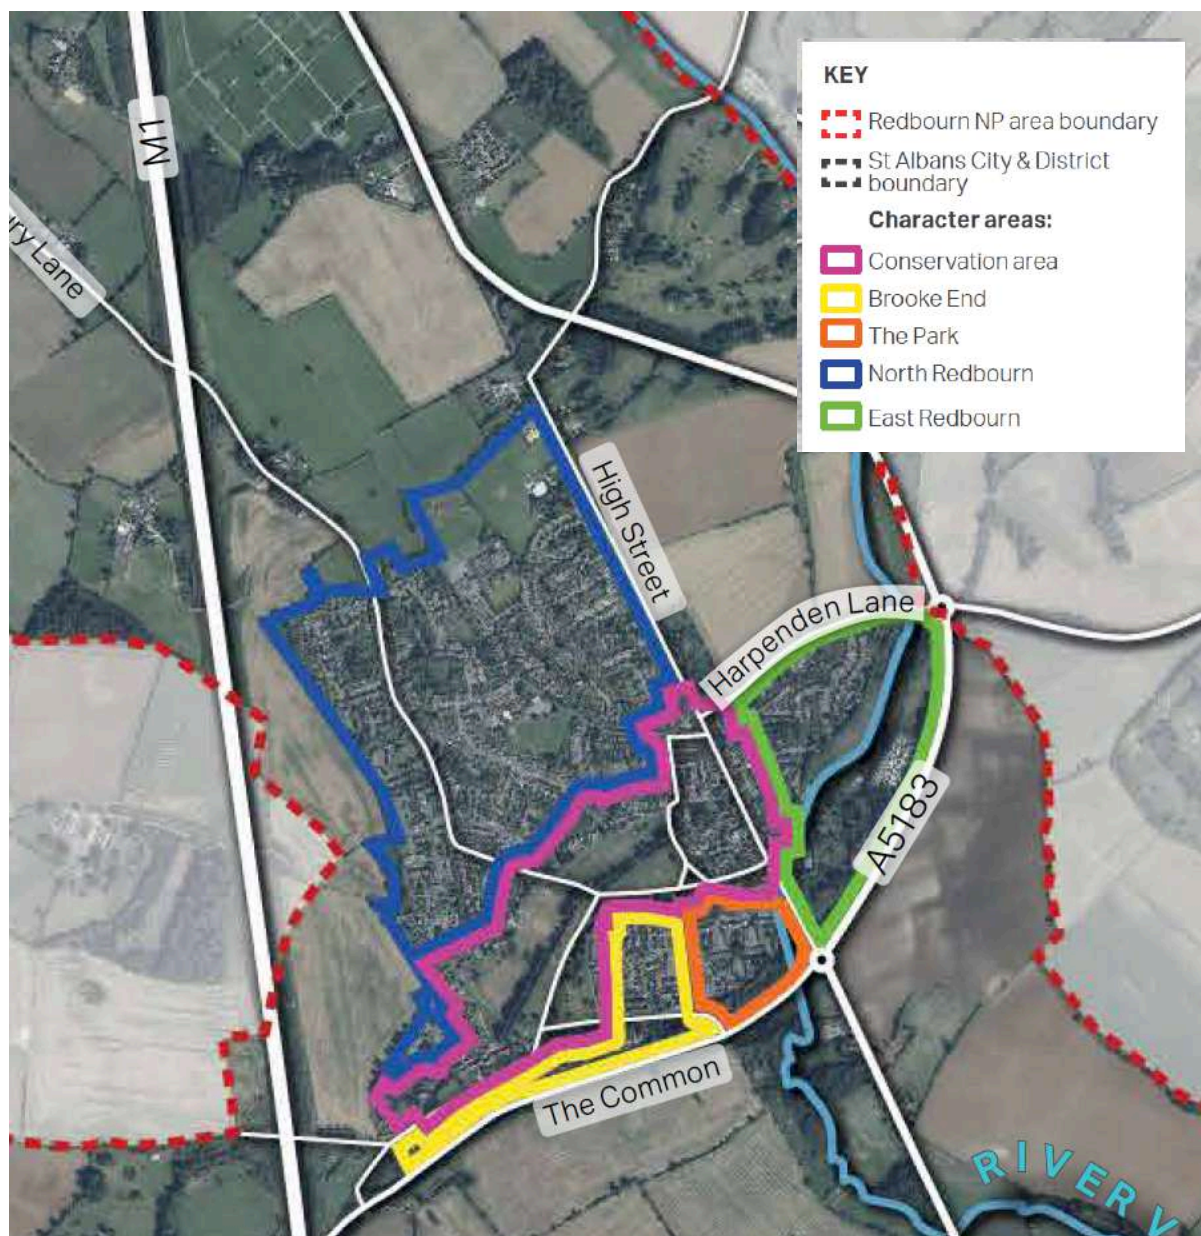 KEY
Redbourn NP area boundary
St Albans City & District
boundary
Character areas:
Conservation area
Brooke End
The Park
North Redbourn
East Redbourn
M1
ry Lane
High Street
Harpenden Lane
A5183
The Common
RIVER V